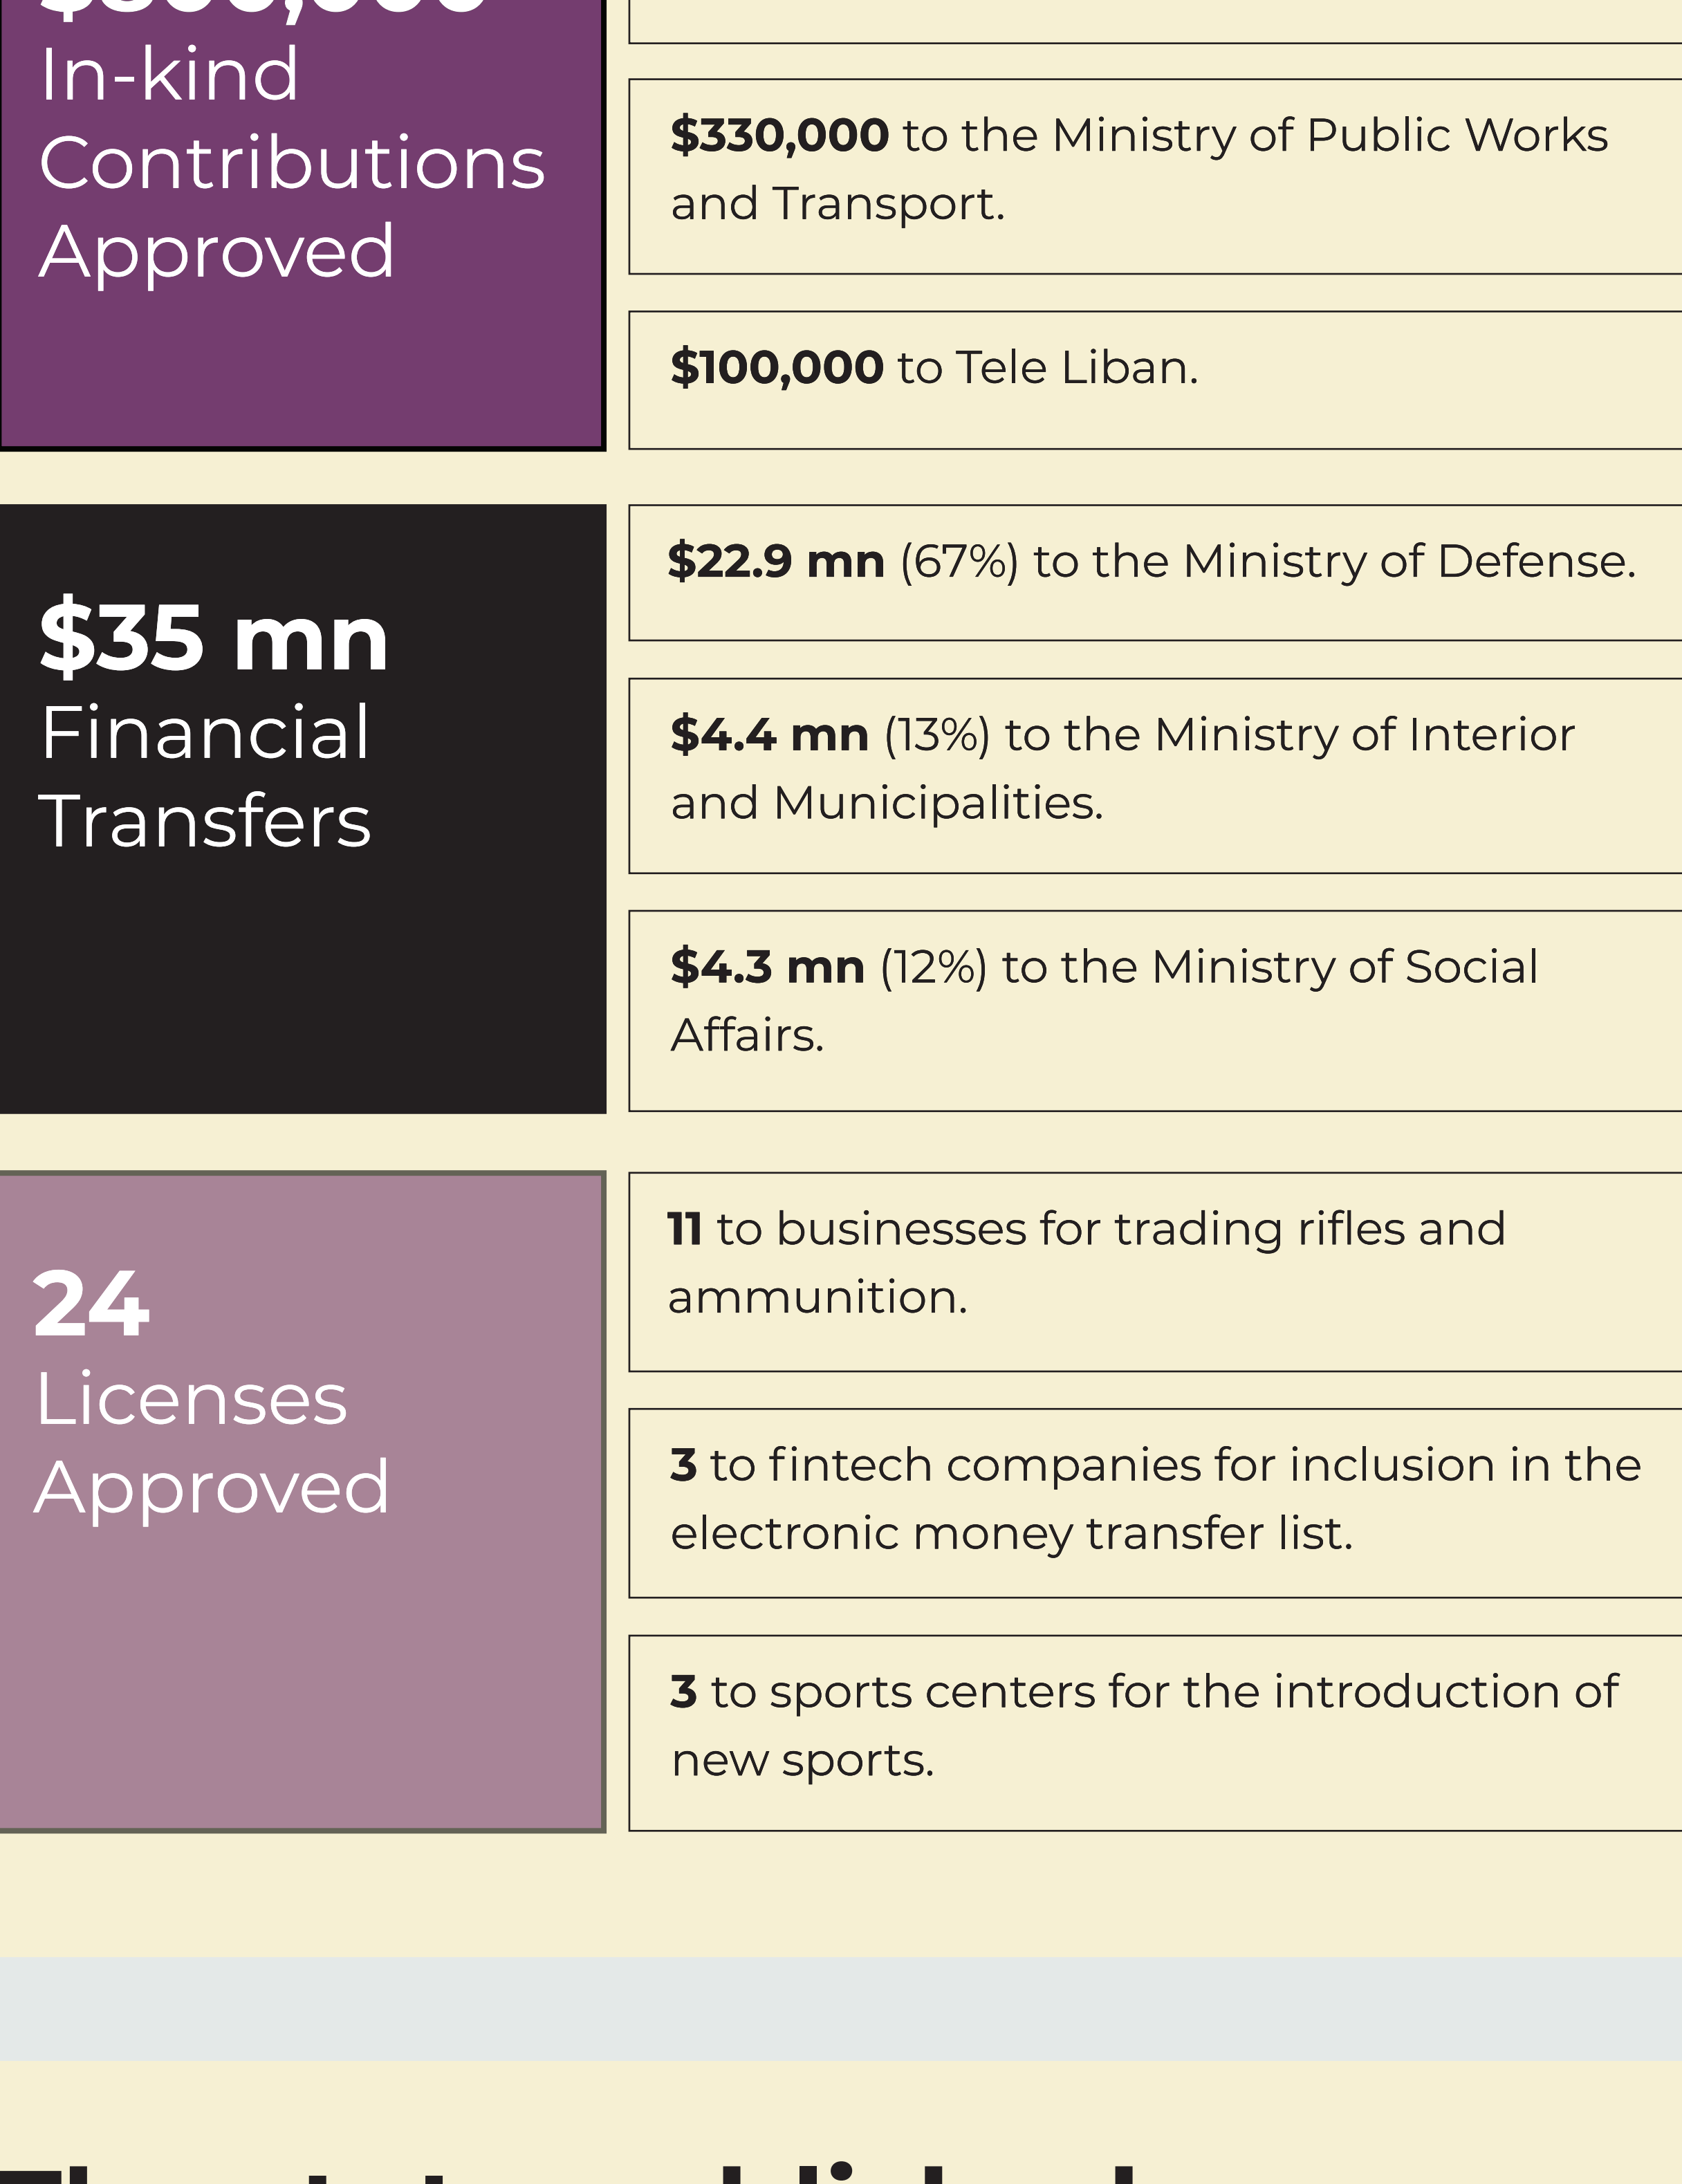 In-kind
Contributions
Approved
$330,000 to the Ministry of Public Works
and Transport.
$100,000 to Tele Liban.
$35 mn
Financial
Transfers
$22.9 mn (67%) to the Ministry of Defense.
$4.4 mn (13%) to the Ministry of Interior
and Municipalities.
$4.3 mn (12%) to the Ministry of Social
Affairs.
24
Licenses
Approved
11 to businesses for trading rifles and
ammunition.
3 to fintech companies for inclusion in the
electronic money transfer list.
3 to sports centers for the introduction of
new sports.